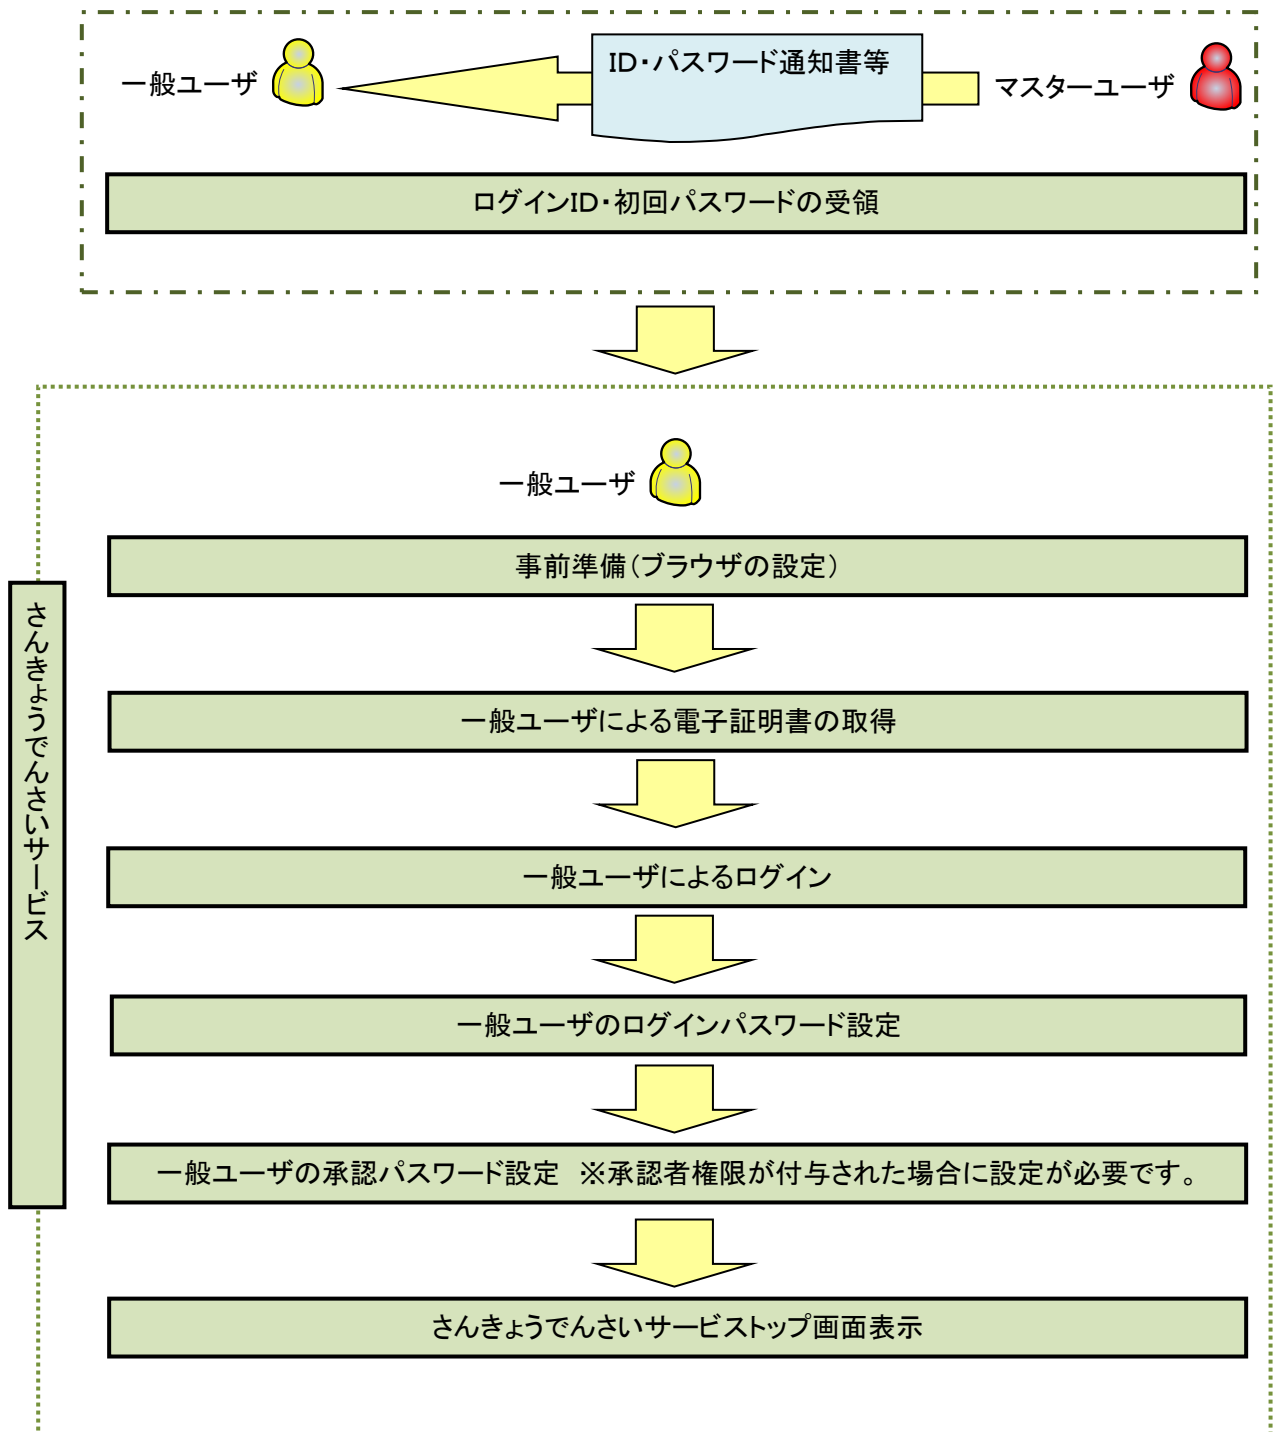 一般ユーザ
ID・パスワード通知書等
マスターユーザ
ログインID・初回パスワードの受領
一般ユーザ
事前準備(ブラウザの設定)
さんきょうでんさいサービス
一般ユーザによる電子証明書の取得
一般ユーザによるログイン
一般ユーザのログインパスワード設定
一般ユーザの承認パスワード設定　※承認者権限が付与された場合に設定が必要です。
さんきょうでんさいサービストップ画面表示